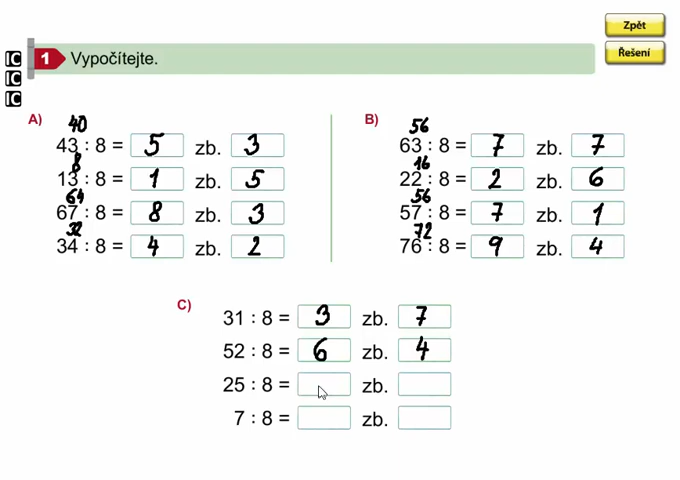 Zpět
Řešení
1 Vypočítejte.
A)
40
43 : 8 = 5 zb. 3
8
13 : 8 = 1 zb. 5
64
67 : 8 = 8 zb. 3
32
34 : 8 = 4 zb. 2
B)
56
63 : 8 = 7 zb. 7
16
22 : 8 = 2 zb. 6
56
57 : 8 = 7 zb. 1
72
76 : 8 = 9 zb. 4
C)
31 : 8 = 3 zb. 7
52 : 8 = 6 zb. 4
25 : 8 = zb.
7 : 8 = zb.